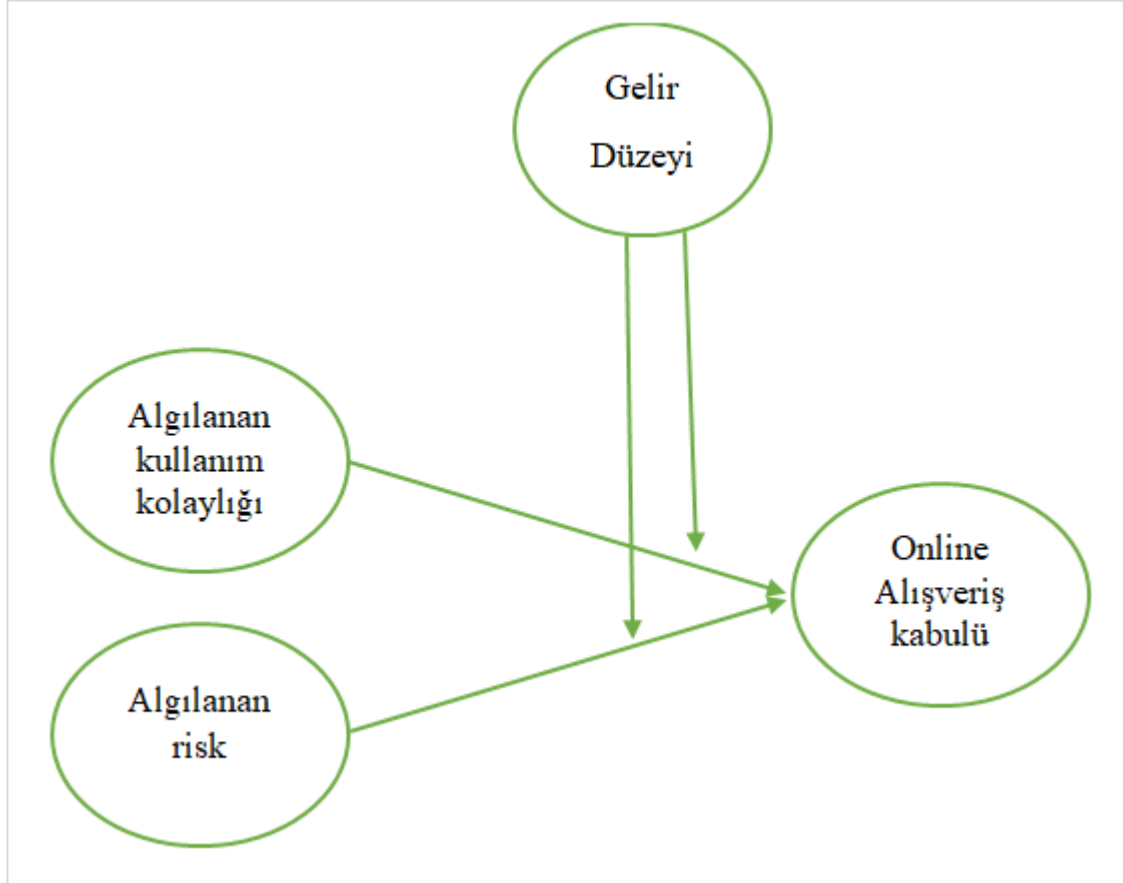 Gelir
Düzeyi
Algılanan
kullanım
kolaylığı
Online
Alışveriş
kabulü
Algılanan
risk